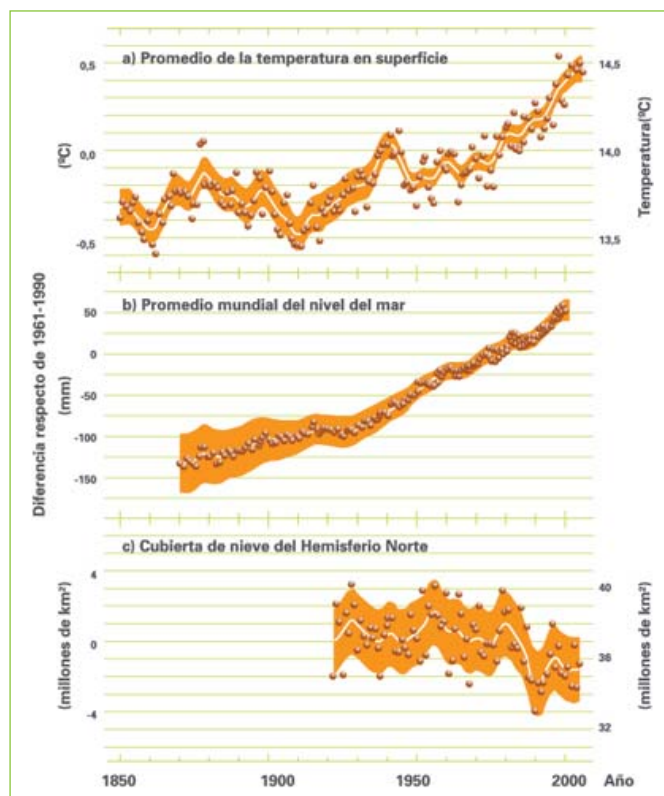 a) Promedio de la temperatura en superficie
0,5
0,0
-0,5
(ºC)
14,5
14,0
13,5
Temperatura(ºC)
Diferencia respecto de 1961-1990
b) Promedio mundial del nivel del mar
50
0
-50
-100
-150
(mm)
c) Cubierta de nieve del Hemisferio Norte
4
0
-4
(millones de km²)
40
36
32
(millones de km²)
1850 1900 1950 2000 Año